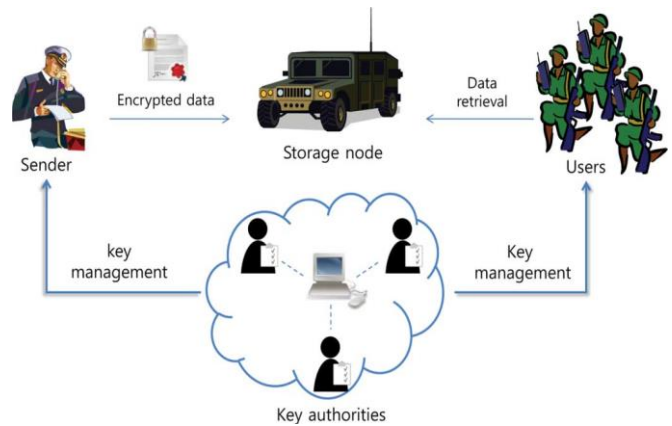 Encrypted data
Data
retrieval
Sender
Storage node
Users
key
management
Key
management
Key authorities